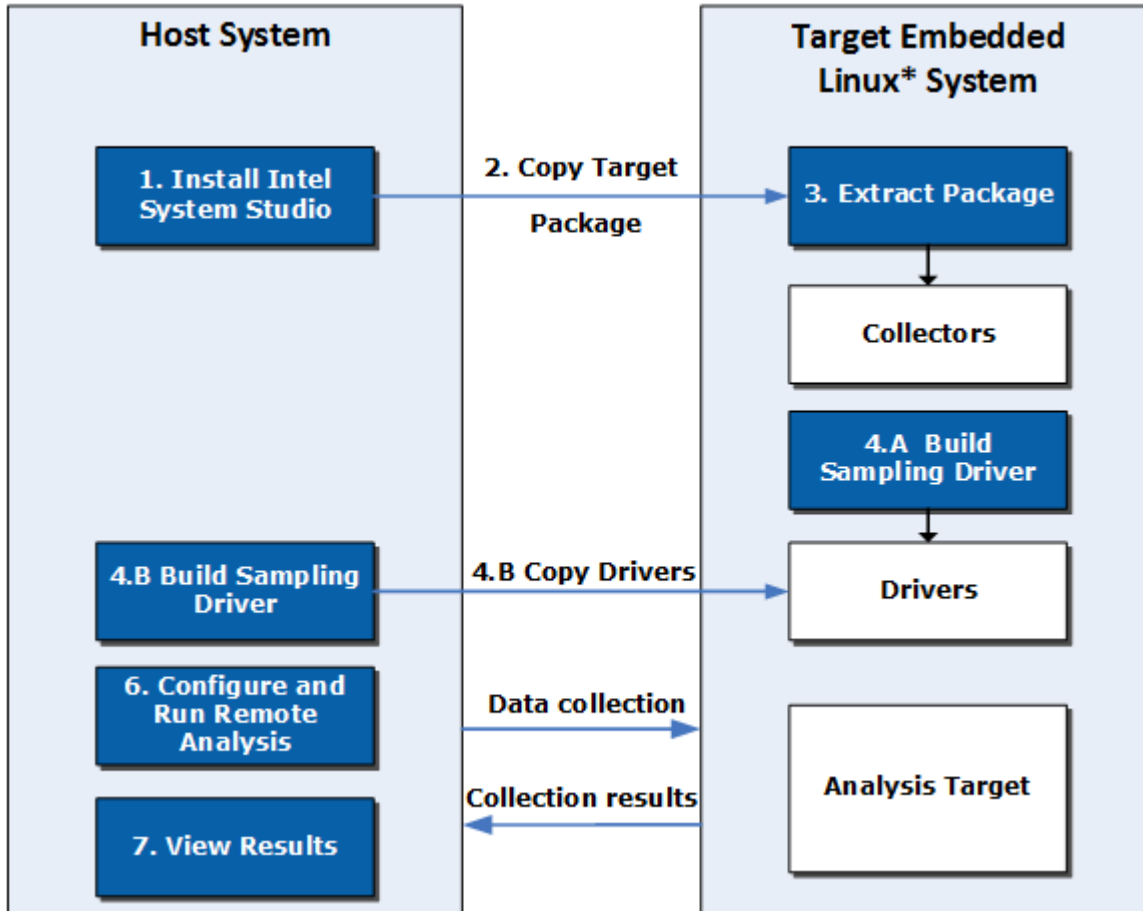 Host System
Target Embedded
Linux* System
1. Install Intel
System Studio
2. Copy Target
Package
3. Extract Package
Collectors
4.A Build
Sampling Driver
4.B Build Sampling
Driver
4.B Copy Drivers
Drivers
6. Configure and
Run Remote
Analysis
Data collection
Analysis Target
Collection results
7. View Results